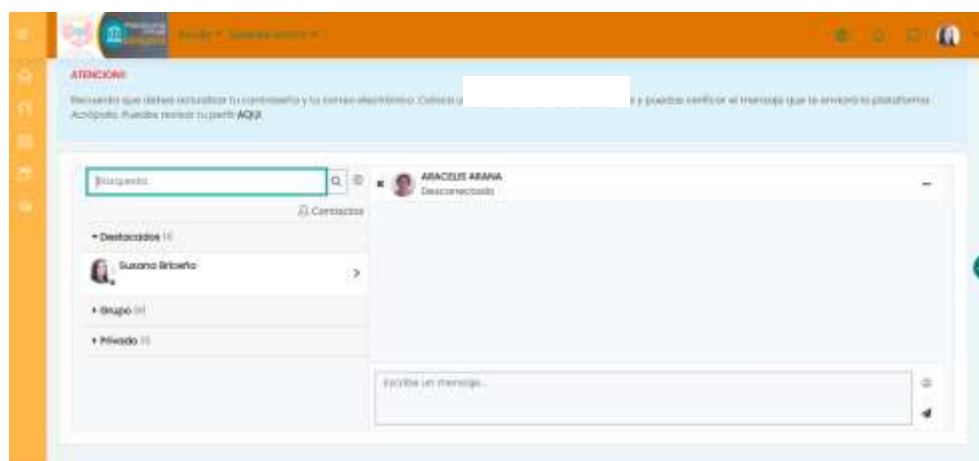 ATENCION!!
Recuerda que debes actualizar tu contraseña y tu correo electrónico. Coloca u
y puedas verificar el mensaje que te enviará la plataforma
Acrópolis. Puedes revisar tu perfil AQUÍ.
Búsqueda
ARACELIS ARANA
Desconectado
Contactos
Destacados (1)
Susana Briceño
Grupo
Privado
Escribe un mensaje...